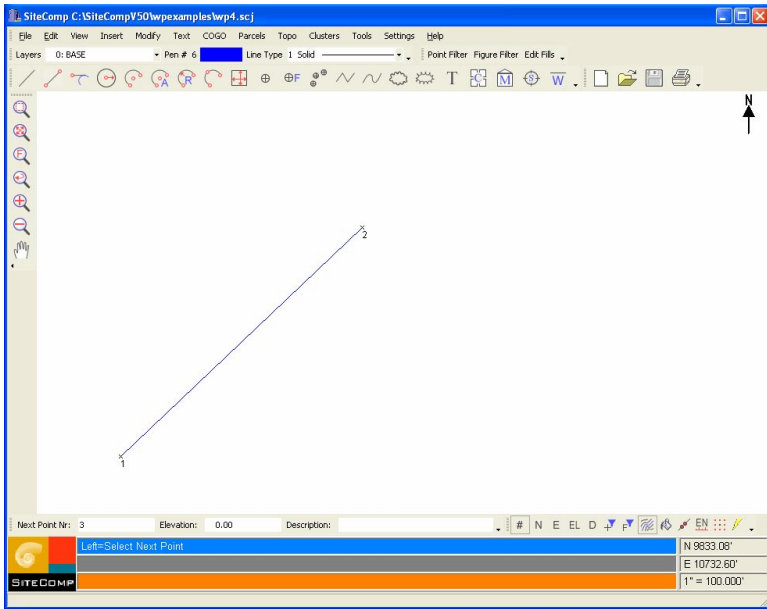 SiteComp C:\SiteCompV50\wpexamples\wp4.scj
File Edit View Insert Modify Text COGO Parcels Topo Clusters Tools Settings Help
Layers 0: BASE Pen # 6 Line Type 1 Solid Point Filter Figure Filter Edit Fills
A R F T C M S W
F
N
2
1
Next Point Nr: 3 Elevation: 0.00 Description: # N E EL D F EN
Left=Select Next Point N 9833.08'
E 10732.60'
SITECOMP 1" = 100.000'